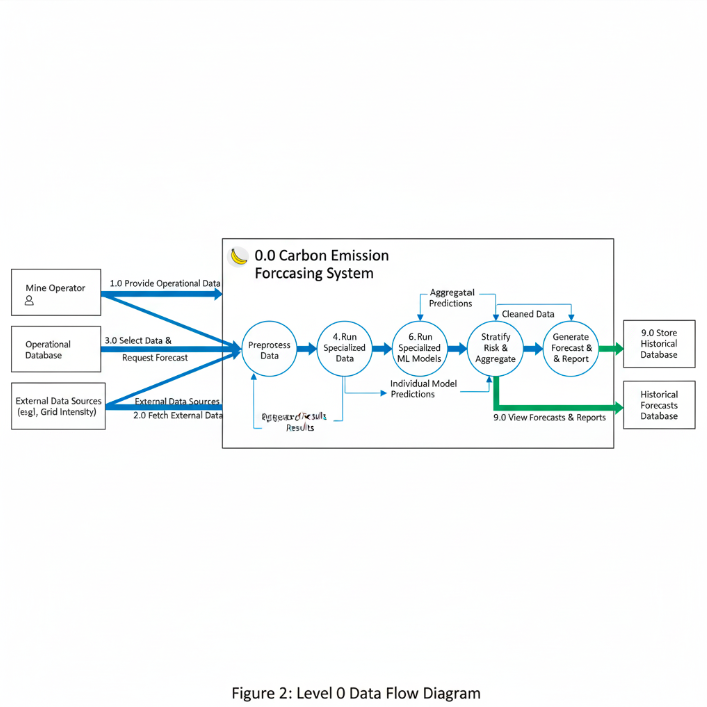 0.0 Carbon Emission
Forccasing System
Mine Operator
1.0 Provide Operational Data
Operational
Database
3.0 Select Data &
Request Forecast
External Data Sources
(eɜgl, Grid Intensity)
External Data Sources
2.0 Fetch External Data
Aggregatal
Predictions
Cleaned Data
Preprocess
Data
4.Run
Specialized
Data
6.Run
Specialized
ML Models
Stratify
Risk &
Aggregate
Generate
Forecast &
& Report
Individual Model
Predictions
Results
9.0 View Forecasts & Reports
9.0 Store
Historical
Database
Historical
Forecasts
Database
Figure 2: Level 0 Data Flow Diagram